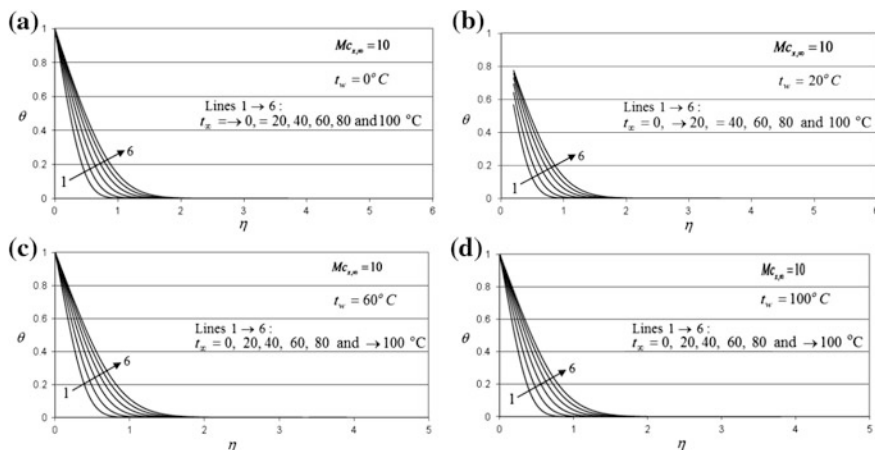 (a)
1
0.8
0.6
0.4
0.2
0
θ
Mc_{x,m} = 10
t_w = 0°C
Lines 1 → 6 :
t_∞ =→ 0, = 20, 40, 60, 80 and 100 °C
1
6
0 1 2 3 4 5 6
η
(b)
1
0.8
0.6
0.4
0.2
0
Mc_{x,m} = 10
t_w = 20°C
Lines 1 → 6 :
t_∞ = 0, → 20, = 40, 60, 80 and 100 °C
1
6
0 1 2 3 4 5 6
η
(c)
1
0.8
0.6
0.4
0.2
0
θ
Mc_{x,m} = 10
t_w = 60°C
Lines 1 → 6 :
t_∞ = 0, 20, 40, 60, 80 and → 100 °C
1
6
0 1 2 3 4 5
η
(d)
1
0.8
0.6
0.4
0.2
0
θ
Mc_{x,m} = 10
t_w = 100°C
Lines 1 → 6 :
t_∞ = 0, 20, 40, 60, 80 and → 100 °C
1
6
0 1 2 3 4 5
η